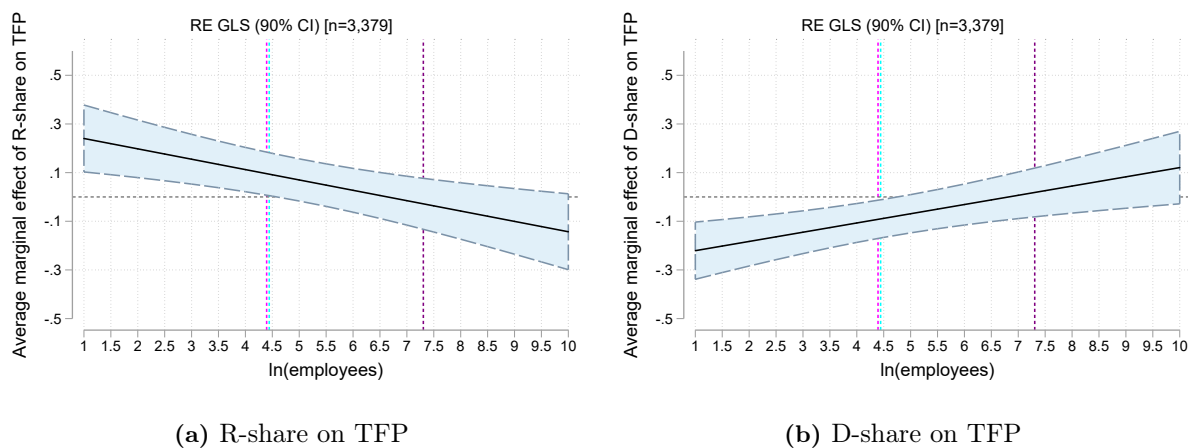 RE GLS (90% CI) [n=3,379]
Average marginal effect of R-share on TFP
.5
.3
.1
-.1
-.3
-.5
1 1.5 2 2.5 3 3.5 4 4.5 5 5.5 6 6.5 7 7.5 8 8.5 9 9.5 10
ln(employees)
(a) R-share on TFP
RE GLS (90% CI) [n=3,379]
Average marginal effect of D-share on TFP
.5
.3
.1
-.1
-.3
-.5
1 1.5 2 2.5 3 3.5 4 4.5 5 5.5 6 6.5 7 7.5 8 8.5 9 9.5 10
ln(employees)
(b) D-share on TFP